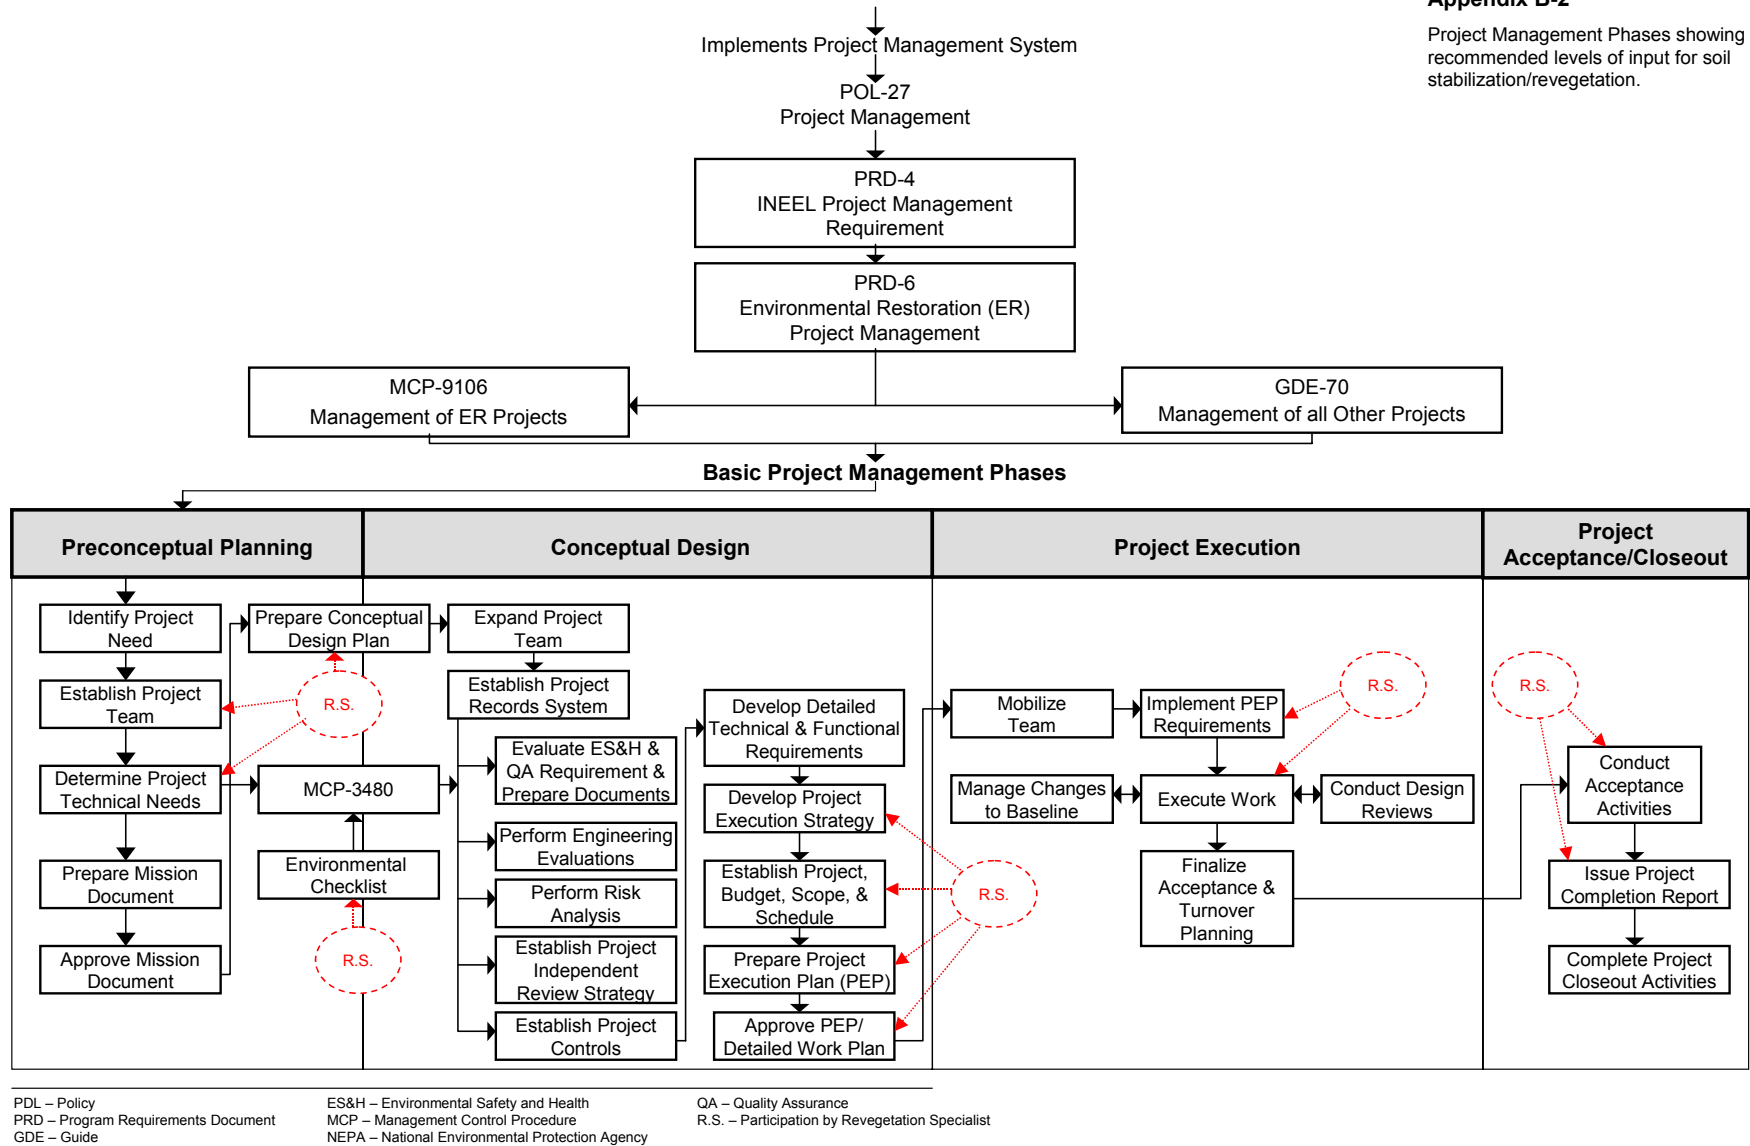 Appendix B-2
Project Management Phases showing
recommended levels of input for soil
stabilization/revegetation.
Implements Project Management System
POL-27
Project Management
PRD-4
INEEL Project Management
Requirement
PRD-6
Environmental Restoration (ER)
Project Management
MCP-9106
Management of ER Projects
GDE-70
Management of all Other Projects
Basic Project Management Phases
Preconceptual Planning
Conceptual Design
Project Execution
Project
Acceptance/Closeout
Identify Project
Need
Establish Project
Team
Determine Project
Technical Needs
Prepare Mission
Document
Approve Mission
Document
Prepare Conceptual
Design Plan
R.S.
MCP-3480
Environmental
Checklist
R.S.
Expand Project
Team
Establish Project
Records System
Evaluate ES&H &
QA Requirement &
Prepare Documents
Perform Engineering
Evaluations
Perform Risk
Analysis
Establish Project
Independent
Review Strategy
Establish Project
Controls
Develop Detailed
Technical & Functional
Requirements
Develop Project
Execution Strategy
Establish Project,
Budget, Scope, &
Schedule
Prepare Project
Execution Plan (PEP)
Approve PEP/
Detailed Work Plan
R.S.
Mobilize
Team
Implement PEP
Requirements
R.S.
Manage Changes
to Baseline
Execute Work
Conduct Design
Reviews
Finalize
Acceptance &
Turnover
Planning
R.S.
Conduct
Acceptance
Activities
Issue Project
Completion Report
Complete Project
Closeout Activities
PDL – Policy
PRD – Program Requirements Document
GDE – Guide
ES&H – Environmental Safety and Health
MCP – Management Control Procedure
NEPA – National Environmental Protection Agency
QA – Quality Assurance
R.S. – Participation by Revegetation Specialist